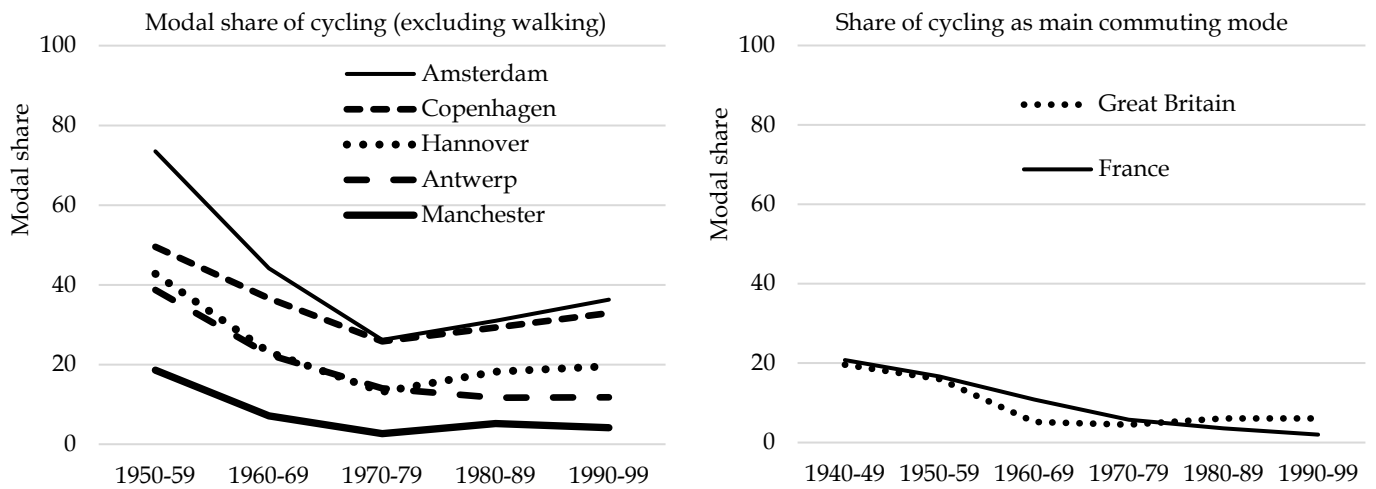 Modal share of cycling (excluding walking)
Modal share
100
80
60
40
20
0
Amsterdam
Copenhagen
Hannover
Antwerp
Manchester
1950-59 1960-69 1970-79 1980-89 1990-99
Share of cycling as main commuting mode
Modal share
100
80
60
40
20
0
Great Britain
France
1940-49 1950-59 1960-69 1970-79 1980-89 1990-99